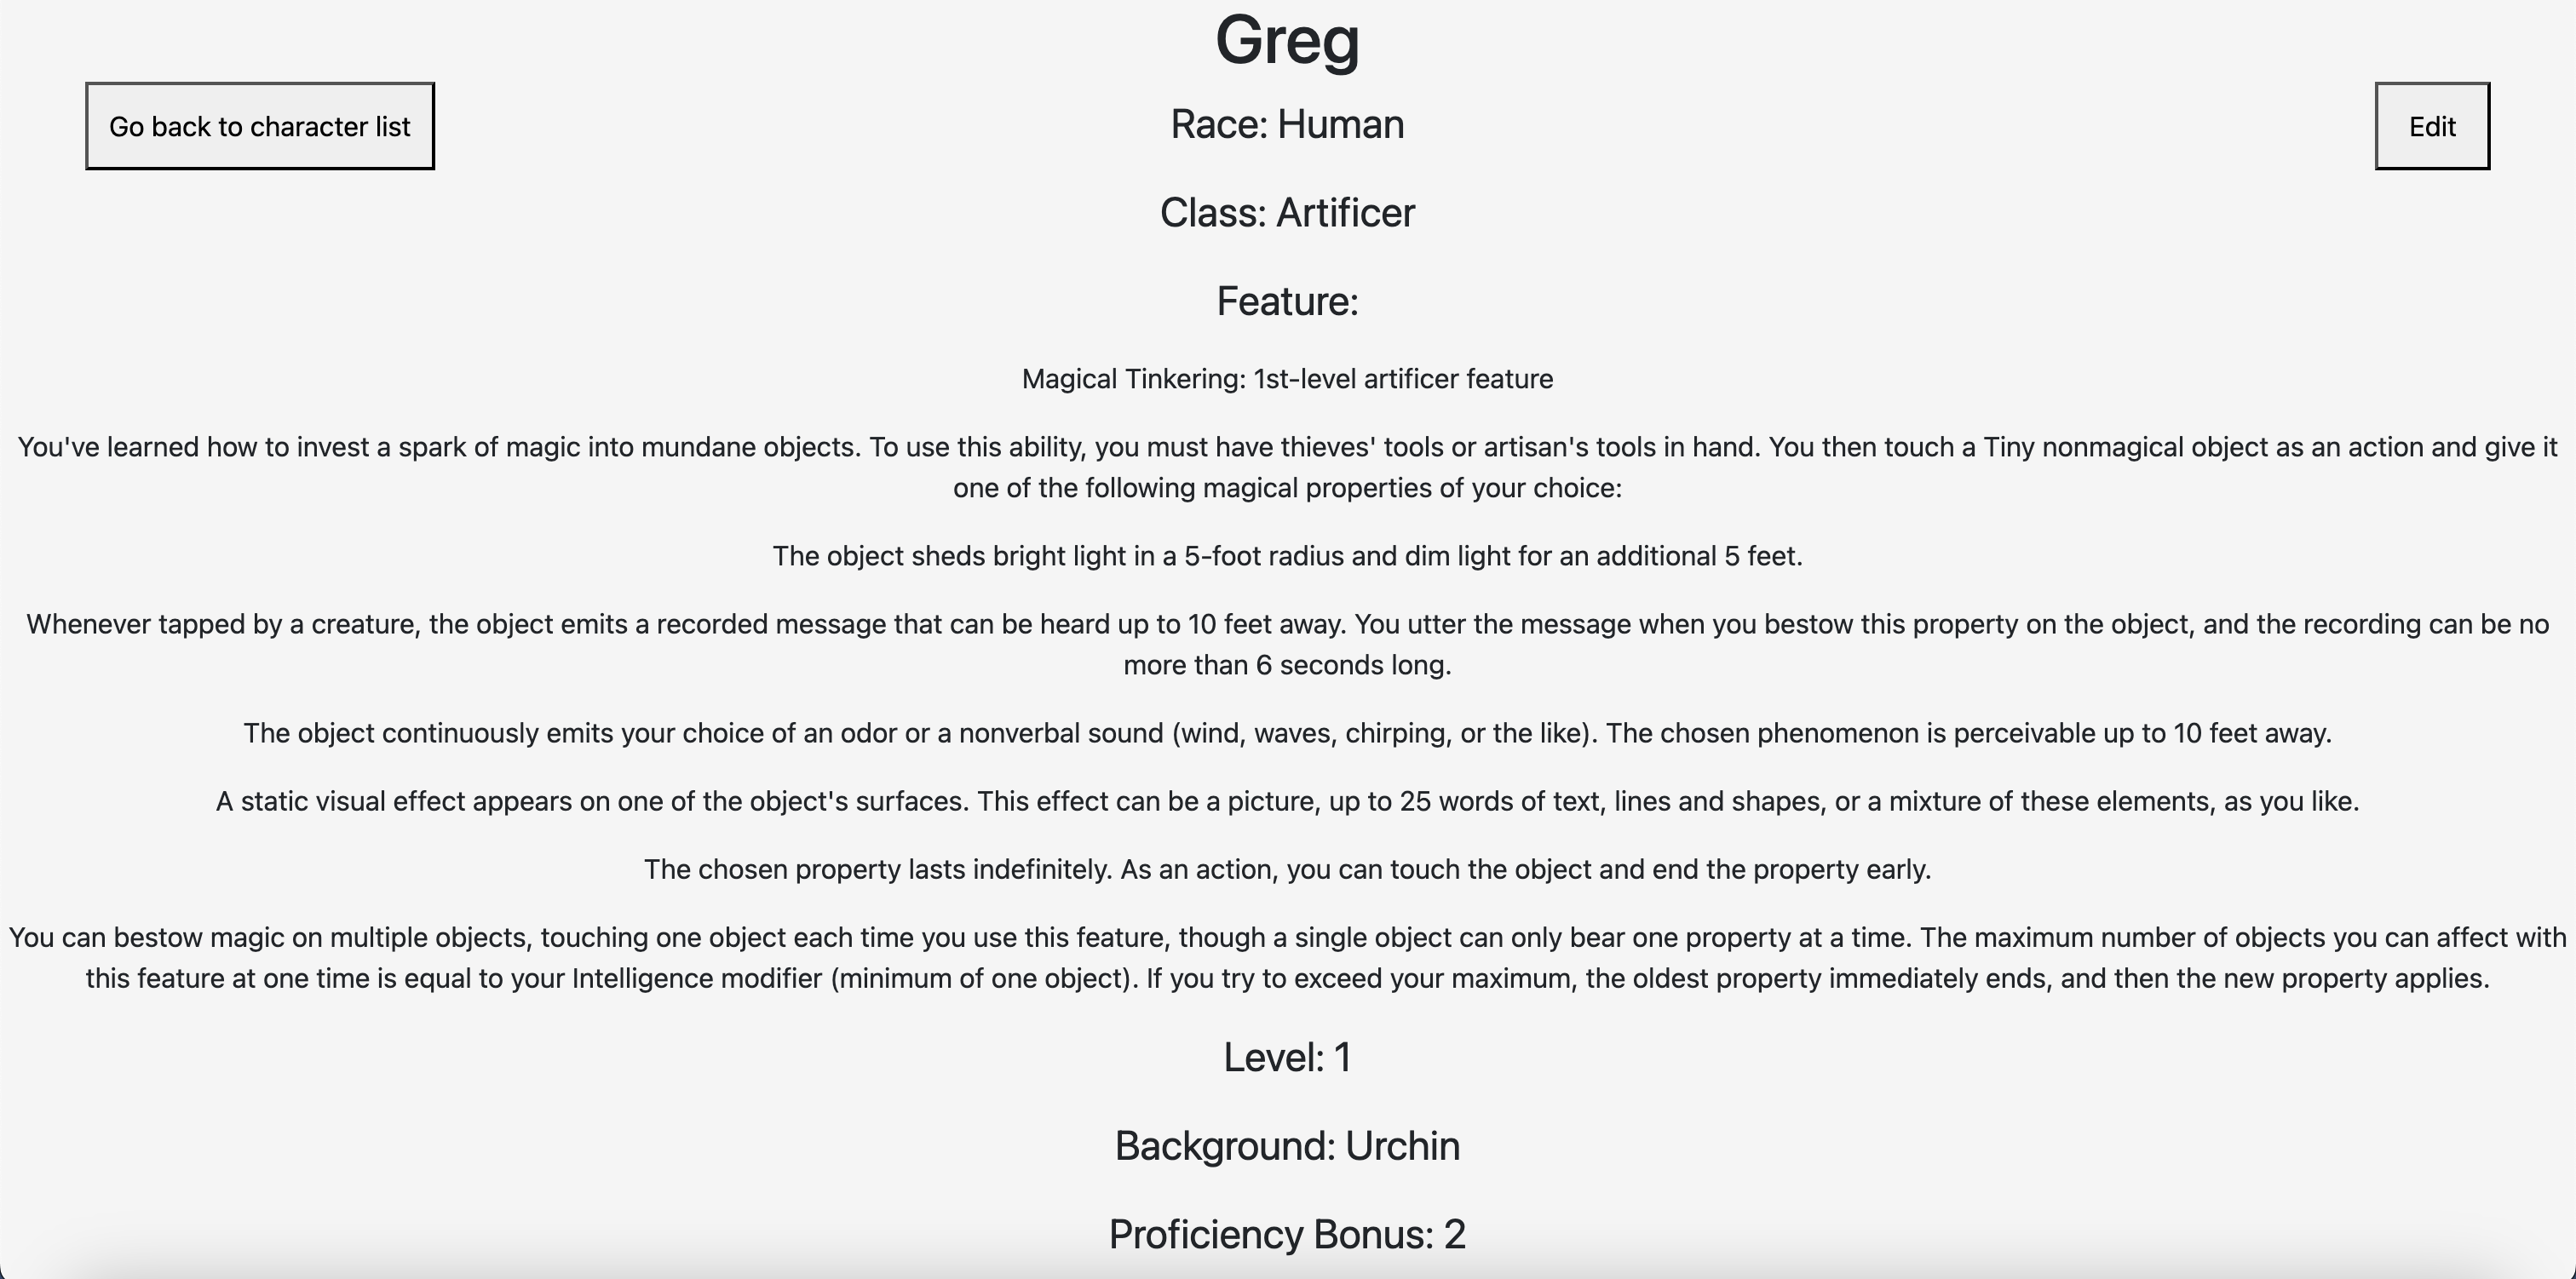 Greg
Go back to character list
Edit
Race: Human
Class: Artificer
Feature:
Magical Tinkering: 1st-level artificer feature
You've learned how to invest a spark of magic into mundane objects. To use this ability, you must have thieves' tools or artisan's tools in hand. You then touch a Tiny nonmagical object as an action and give it
one of the following magical properties of your choice:
The object sheds bright light in a 5-foot radius and dim light for an additional 5 feet.
Whenever tapped by a creature, the object emits a recorded message that can be heard up to 10 feet away. You utter the message when you bestow this property on the object, and the recording can be no
more than 6 seconds long.
The object continuously emits your choice of an odor or a nonverbal sound (wind, waves, chirping, or the like). The chosen phenomenon is perceivable up to 10 feet away.
A static visual effect appears on one of the object's surfaces. This effect can be a picture, up to 25 words of text, lines and shapes, or a mixture of these elements, as you like.
The chosen property lasts indefinitely. As an action, you can touch the object and end the property early.
You can bestow magic on multiple objects, touching one object each time you use this feature, though a single object can only bear one property at a time. The maximum number of objects you can affect with
this feature at one time is equal to your Intelligence modifier (minimum of one object). If you try to exceed your maximum, the oldest property immediately ends, and then the new property applies.
Level: 1
Background: Urchin
Proficiency Bonus: 2